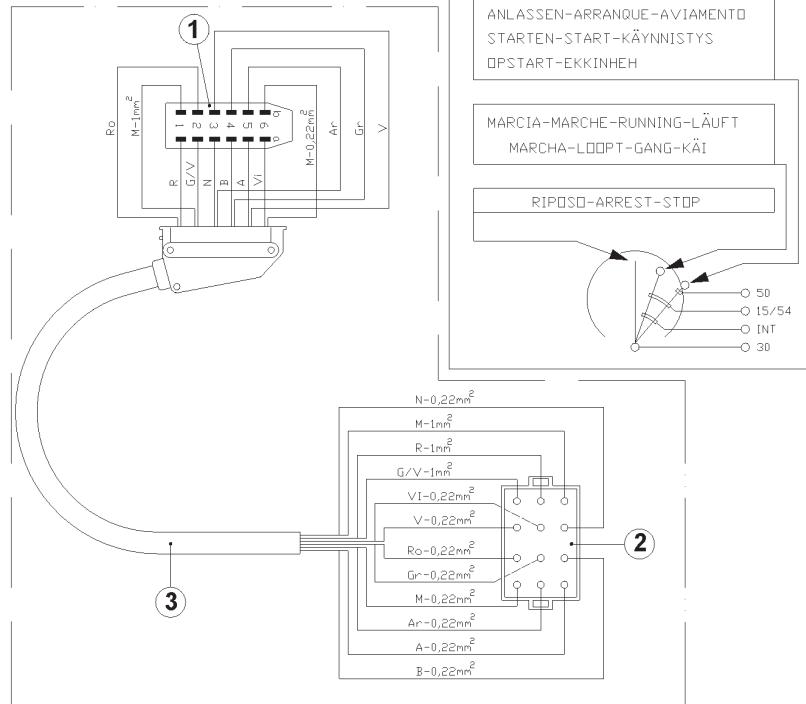 ANLASSEN-ARRANQUE-AVIAMENTO
STARTEN-START-KÄYNNISTYS
OPSTART-EKKINHEH
MARCIA-MARCHE-RUNNING-LÄUFT
MARCHA-LOOPT-GANG-KÄI
RIPOSO-ARREST-STOP
50
15/54
INT
30
1
Ro
M-1mm²
1 2 3 4 5 6
b
a
R
G/V
N
B
A
Vi
M-0,22mm²
Ar
Gr
V
N-0,22mm²
M-1mm²
R-1mm²
G/V-1mm²
VI-0,22mm²
V-0,22mm²
Ro-0,22mm²
Gr-0,22mm²
M-0,22mm²
Ar-0,22mm²
A-0,22mm²
B-0,22mm²
2
3